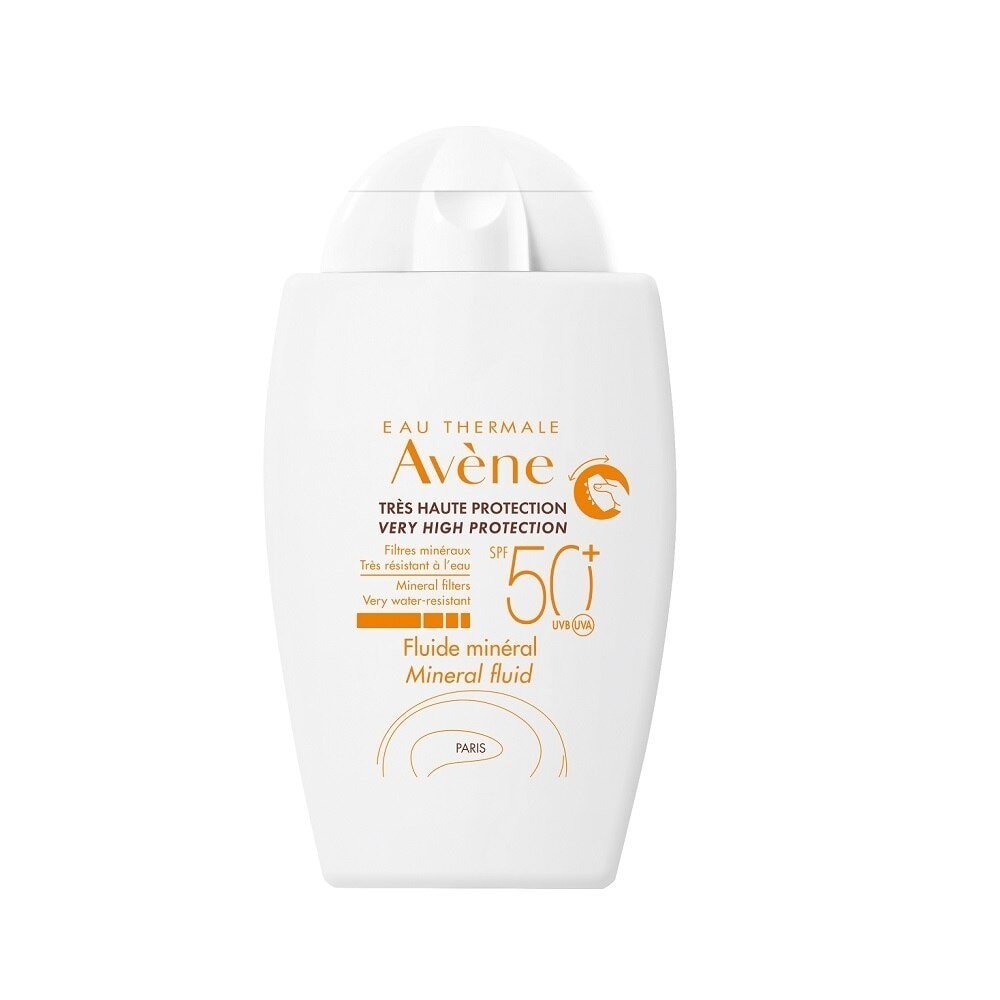 EAU THERMALE
Avène
TRÈS HAUTE PROTECTION
VERY HIGH PROTECTION
Filtres minéraux
Très résistant à l'eau
Mineral filters
Very water-resistant
SPF 50+
UVB UVA
Fluide minéral
Mineral fluid
PARIS